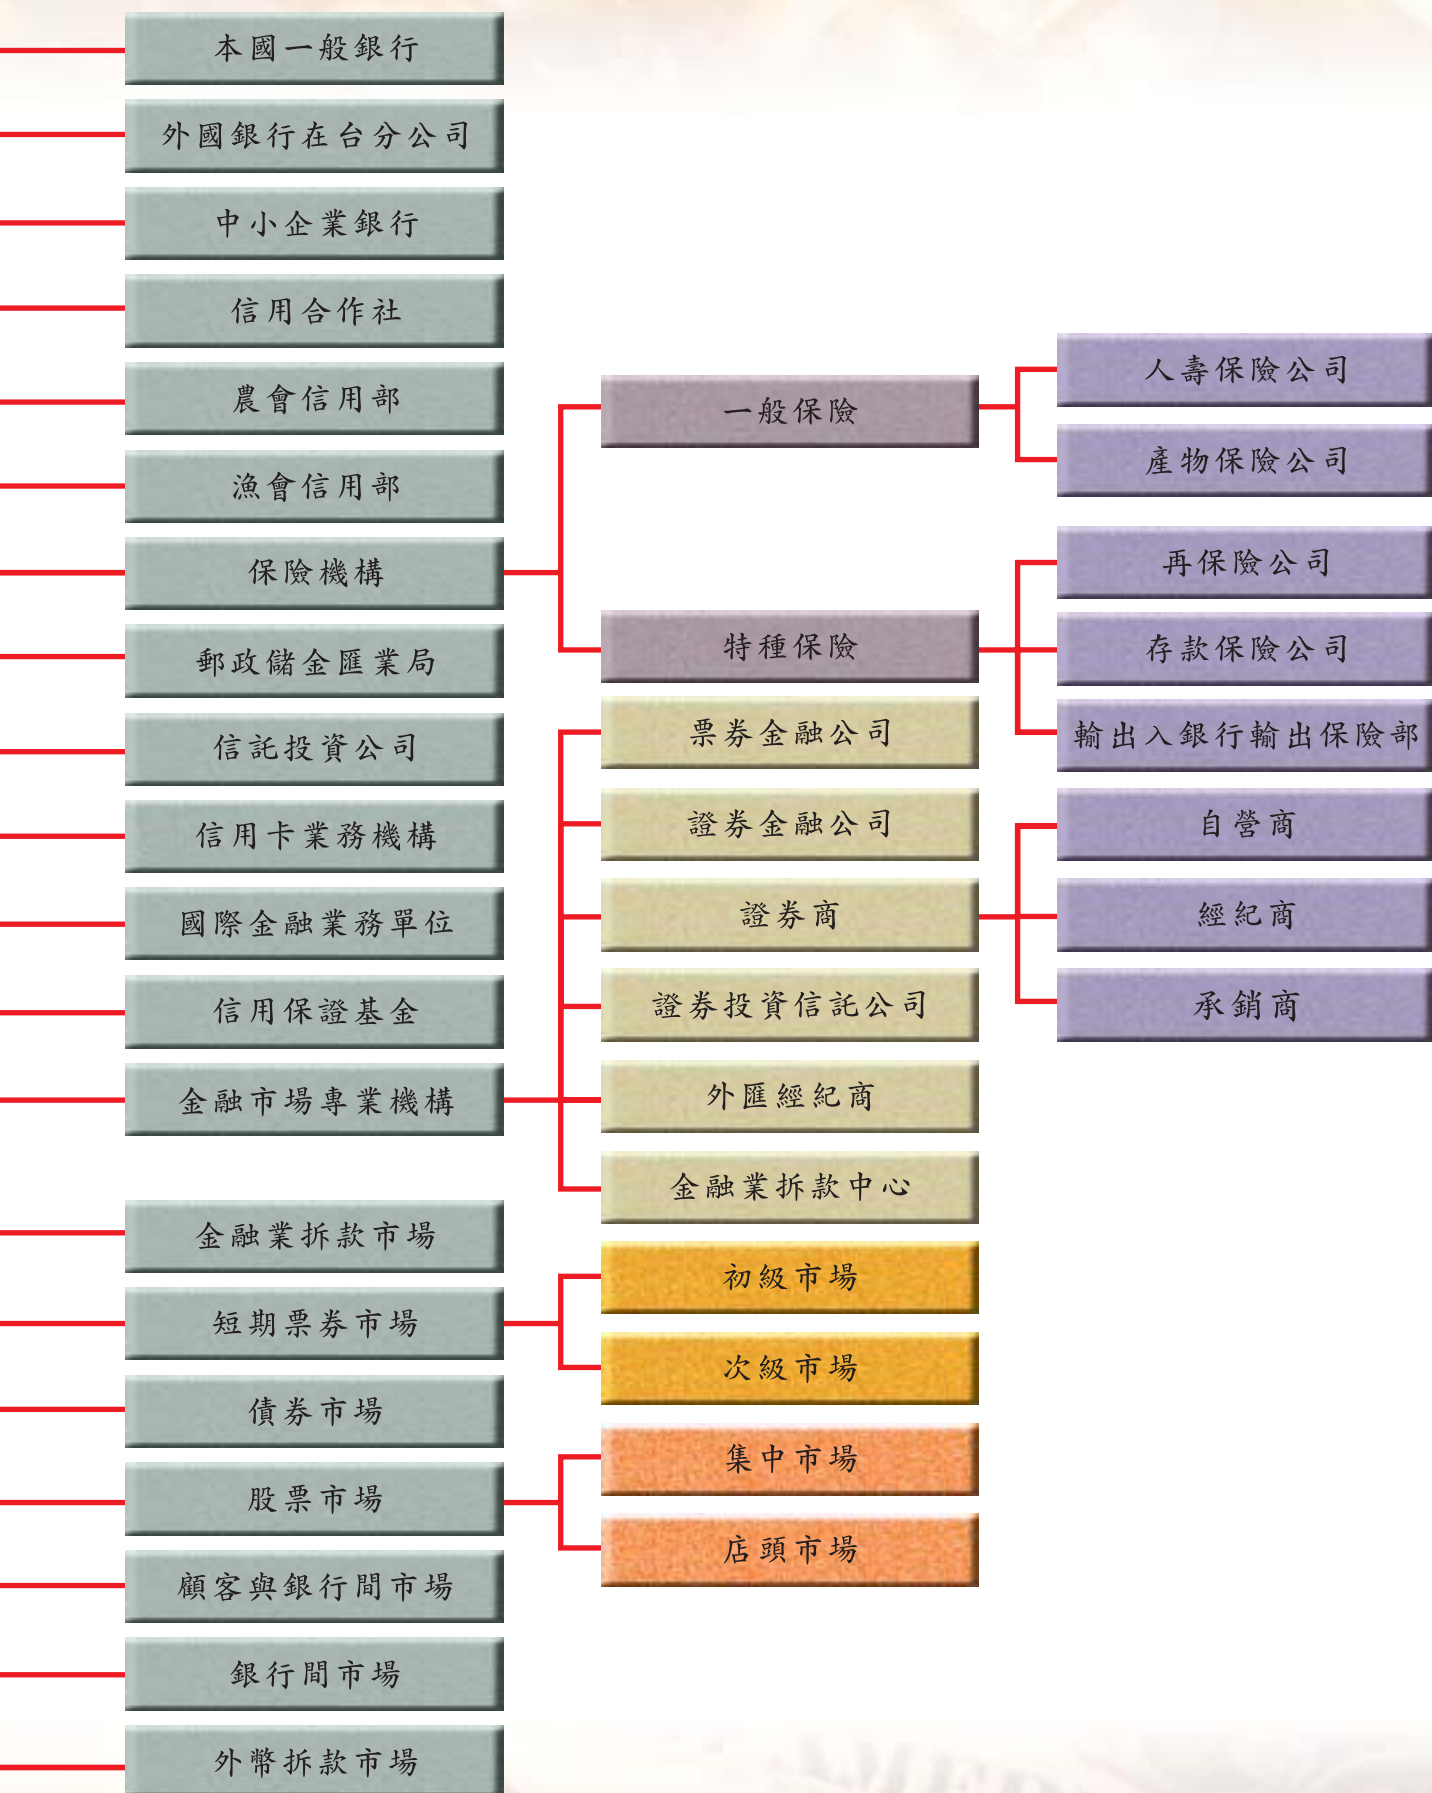 本國一般銀行
外國銀行在台分公司
中小企業銀行
信用合作社
農會信用部
漁會信用部
保險機構
郵政儲金匯業局
信託投資公司
信用卡業務機構
國際金融業務單位
信用保證基金
金融市場專業機構
金融業拆款市場
短期票券市場
債券市場
股票市場
顧客與銀行間市場
銀行間市場
外幣拆款市場
一般保險
特種保險
票券金融公司
證券金融公司
證券商
證券投資信託公司
外匯經紀商
金融業拆款中心
初級市場
次級市場
集中市場
店頭市場
人壽保險公司
產物保險公司
再保險公司
存款保險公司
輸出入銀行輸出保險部
自營商
經紀商
承銷商